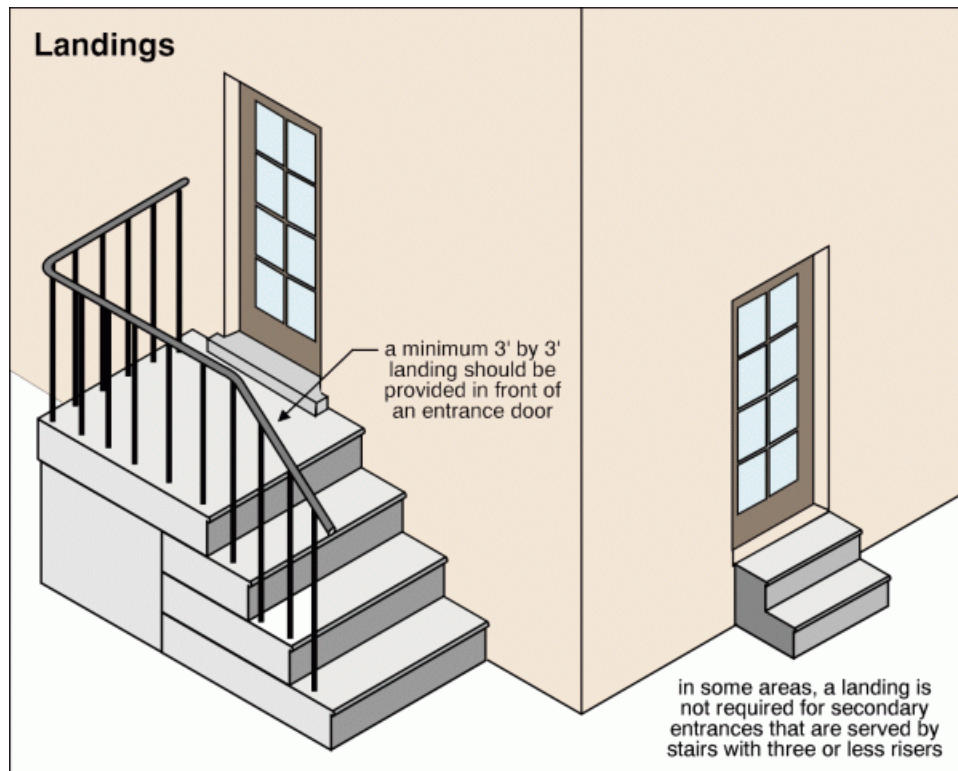 Landings
a minimum 3' by 3'
landing should be
provided in front of
an entrance door
in some areas, a landing is
not required for secondary
entrances that are served by
stairs with three or less risers